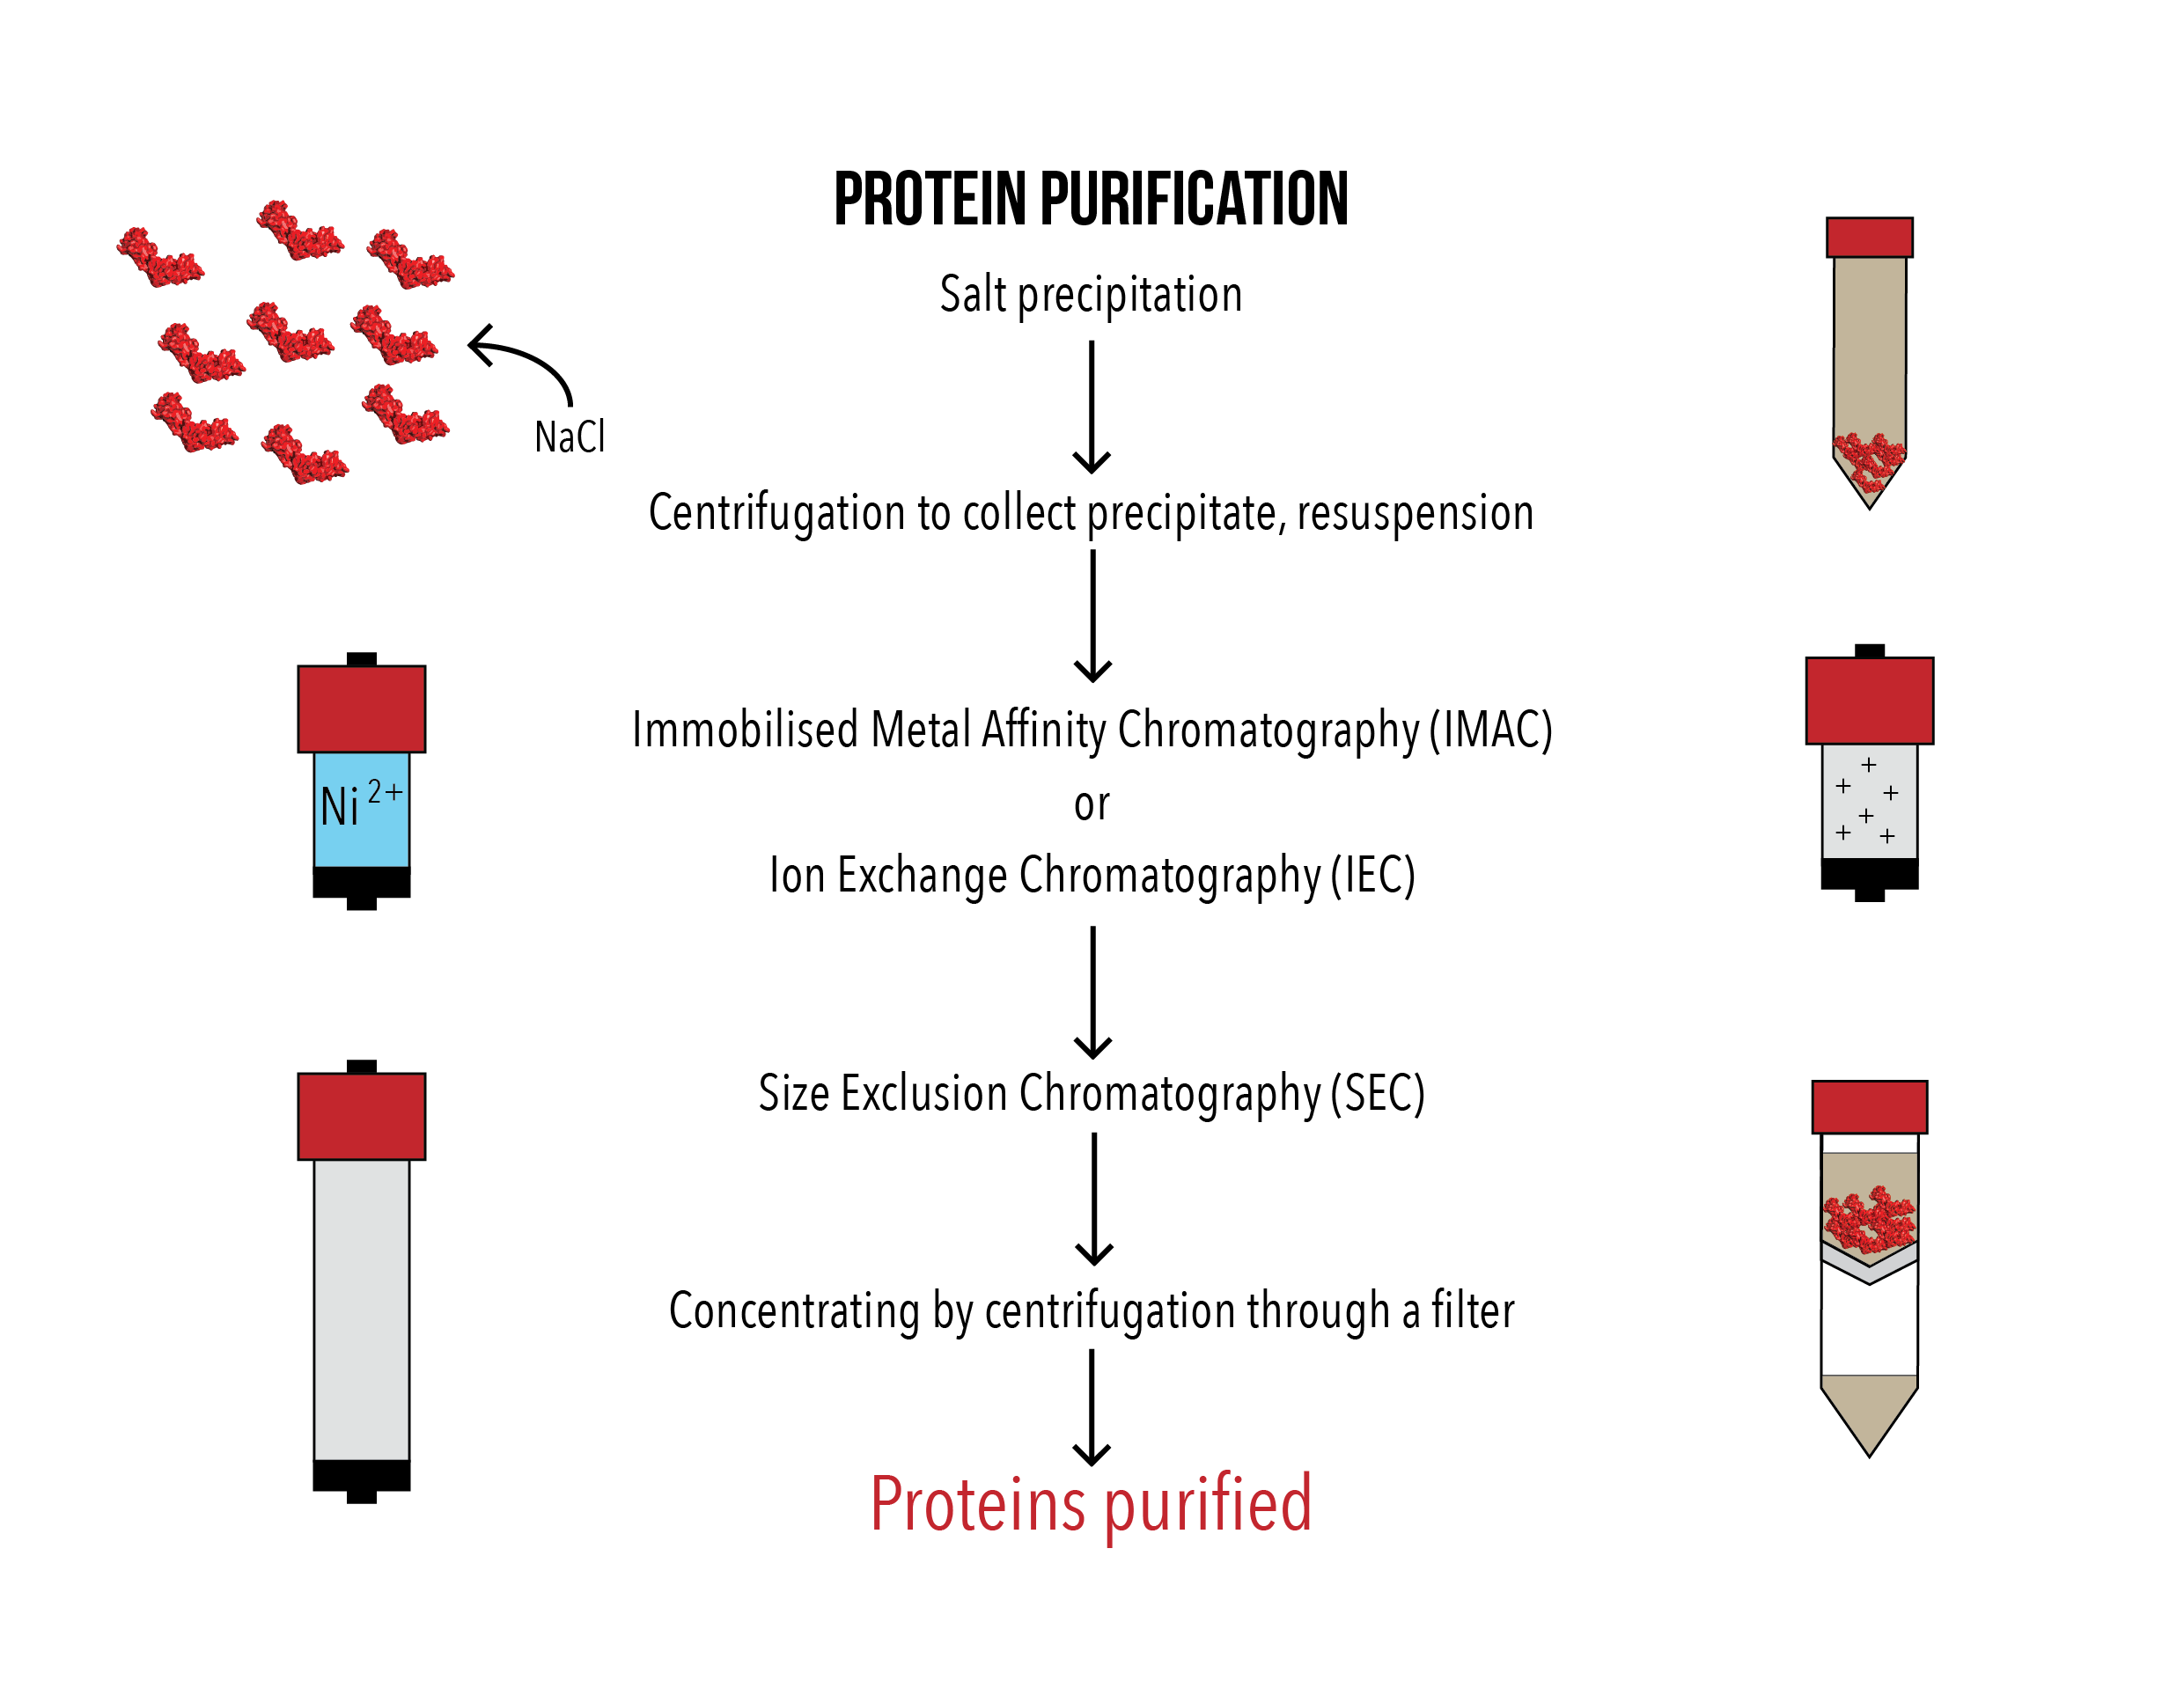 PROTEIN PURIFICATION
Salt precipitation
NaCl
Centrifugation to collect precipitate, resuspension
Immobilised Metal Affinity Chromatography (IMAC)
or
Ion Exchange Chromatography (IEC)
Ni 2+
+
+
+
+
+
+
Size Exclusion Chromatography (SEC)
Concentrating by centrifugation through a filter
Proteins purified